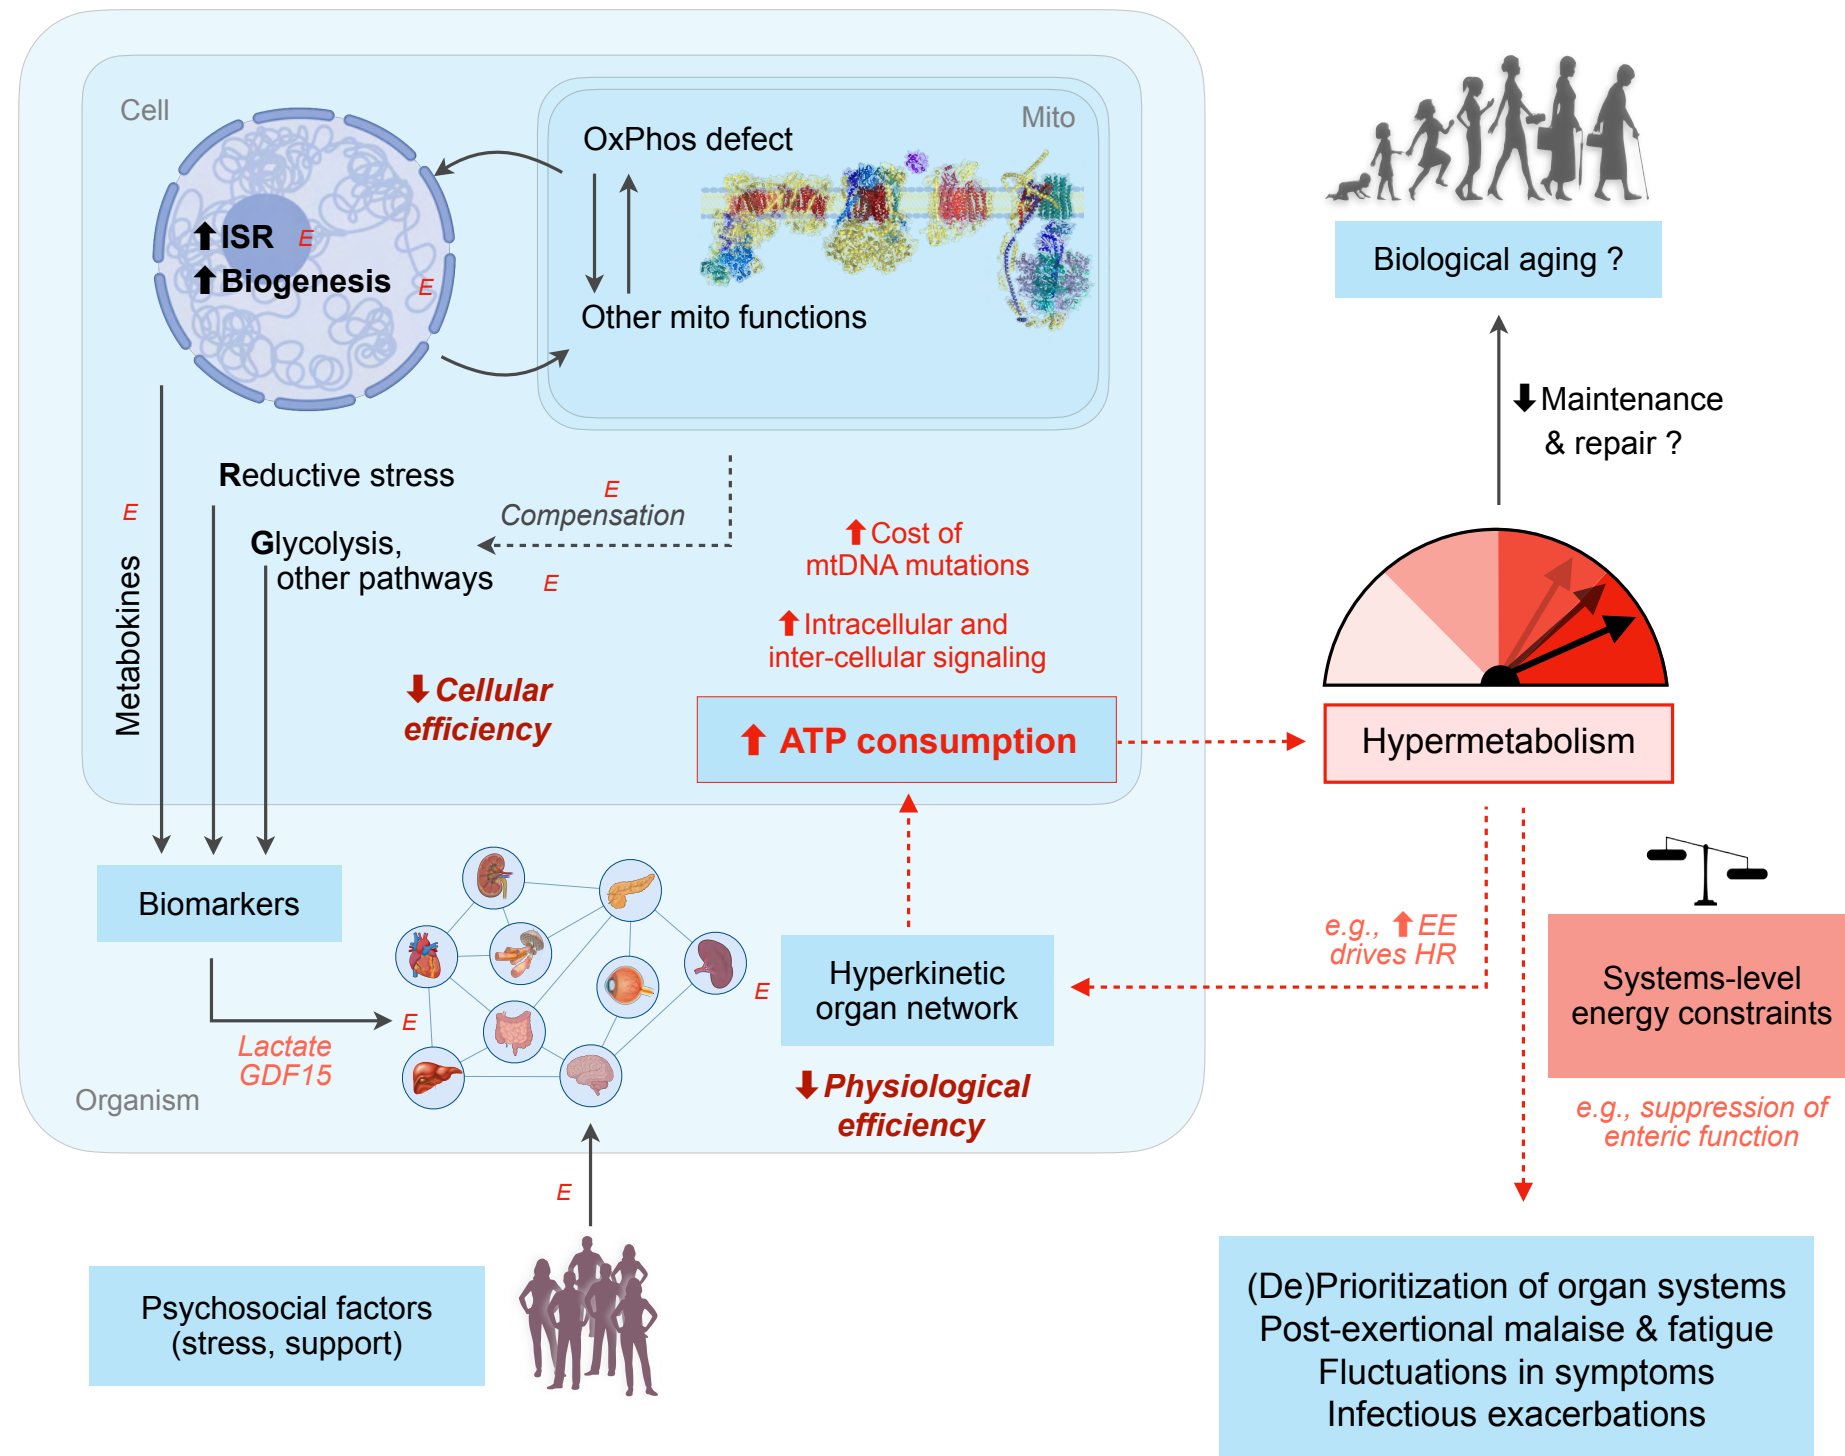 Cell
Mito
OxPhos defect
⬆ISR E
⬆Biogenesis E
Other mito functions
Reductive stress
E
Compensation
Glycolysis,
other pathways
E
E
Metabokines
⬆Cost of
mtDNA mutations
⬆Intracellular and
inter-cellular signaling
⬇Cellular
efficiency
⬆ ATP consumption
Biomarkers
Lactate
GDF15
E
E
Hyperkinetic
organ network
⬇Physiological
efficiency
Organism
E
Psychosocial factors
(stress, support)
Biological aging ?
⬇Maintenance
& repair ?
Hypermetabolism
e.g., ⬆EE
drives HR
Systems-level
energy constraints
e.g., suppression of
enteric function
(De)Prioritization of organ systems
Post-exertional malaise & fatigue
Fluctuations in symptoms
Infectious exacerbations